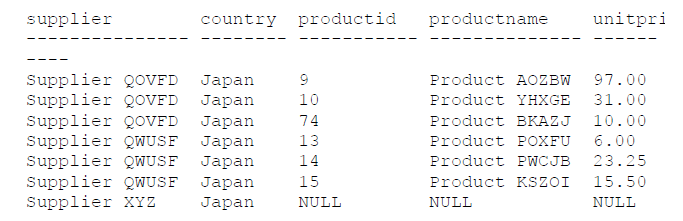 supplier country productid productname unitpri
--------------- -------- ----------- -------------- ------
----
Supplier QOVFD Japan 9 Product AOZBW 97.00
Supplier QOVFD Japan 10 Product YHXGE 31.00
Supplier QOVFD Japan 74 Product BKAZJ 10.00
Supplier QWUSF Japan 13 Product POXFU 6.00
Supplier QWUSF Japan 14 Product PWCJB 23.25
Supplier QWUSF Japan 15 Product KSZOI 15.50
Supplier XYZ Japan NULL NULL NULL